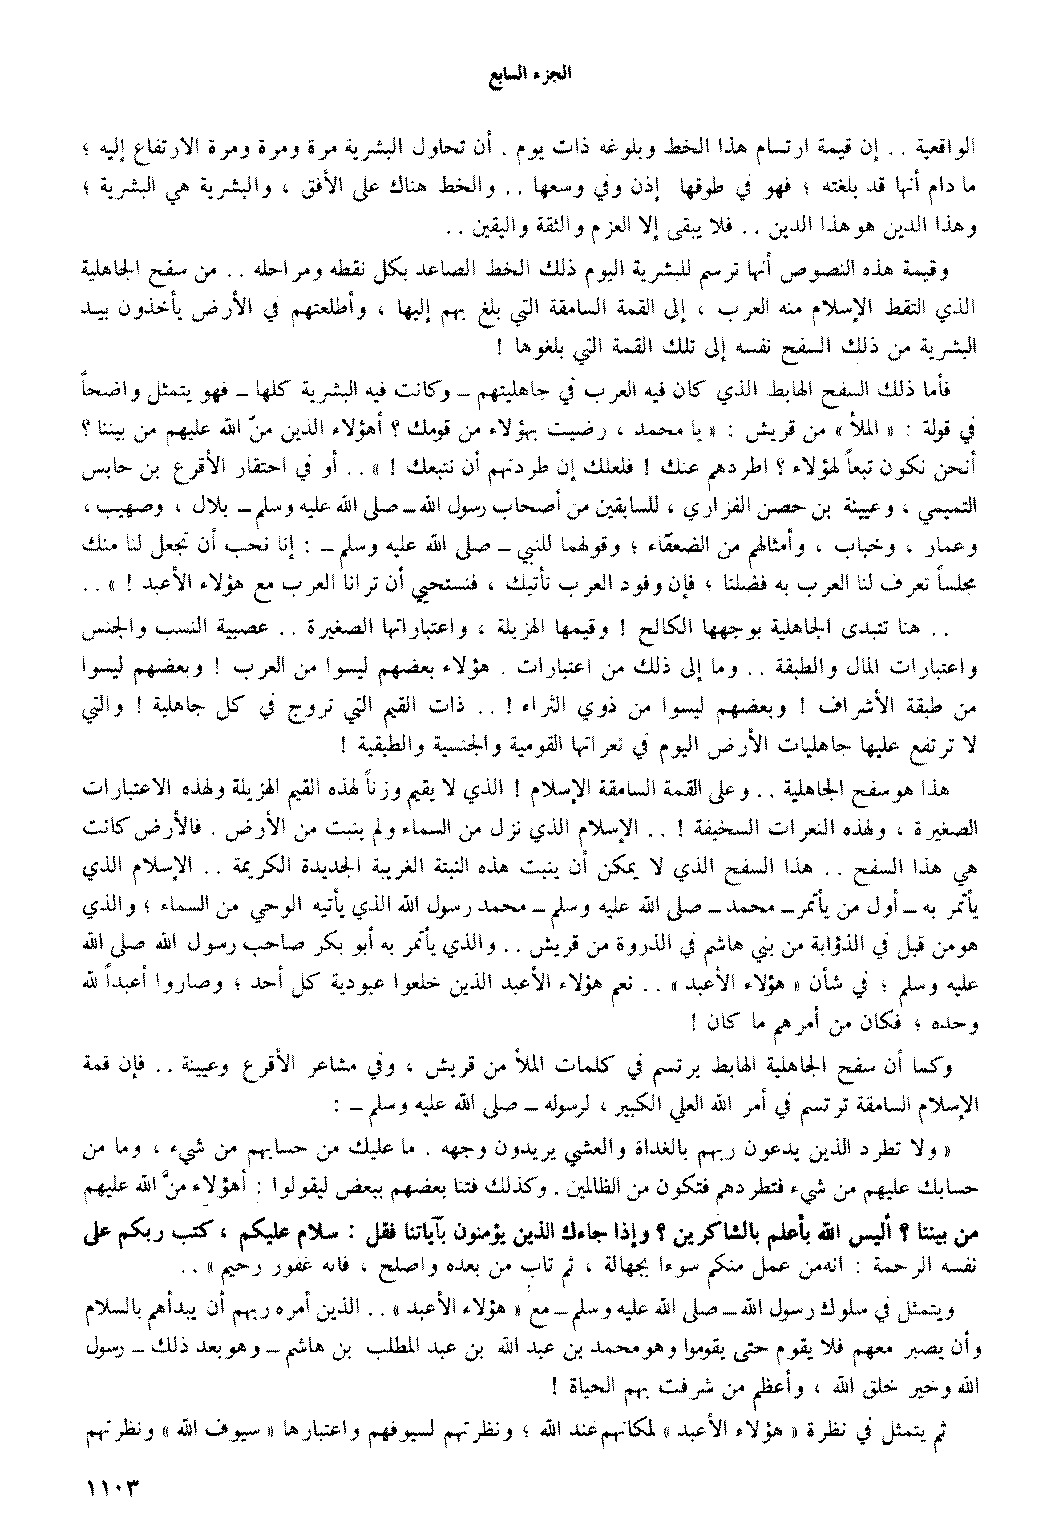 الجزء السابع
الواقعية .. إن قيمة ارتسام هذا الخط وبلوغه ذات يوم . أن تحاول البشرية مرة ومرة ومرة الارتفاع إليه ؛
ما دام أنها قد بلغته ؛ فهو في طوقها إذن وفي وسعها .. والخط هناك على الأفق ، والبشرية هي البشرية ؛
وهذا الدين هو هذا الدين .. فلا يبقى إلا العزم والثقة واليقين ..
وقيمة هذه النصوص أنها ترسم للبشرية اليوم ذلك الخط الصاعد بكل نقطه ومراحله .. من سفح الجاهلية
الذي التقط الإسلام منه العرب ، إلى القمة السامقة التي بلغ بهم إليها ، وأطلعتهم في الأرض يأخذون بيـد
البشرية من ذلك السفح نفسه إلى تلك القمة التي بلغوها !
فأما ذلك السفح الهابط الذي كان فيه العرب في جاهليتهم – وكانت فيه البشرية كلها – فهو يتمثل واضحاً
في قولة : « الملأ » من قريش : « يا محمد ، رضيت بهؤلاء من قومك ؟ أهؤلاء الذين منّ الله عليهم من بيننا ؟
أنحن نكون تبعاً لهؤلاء ؟ اطردهم عنك ! فلعلك إن طردتهم أن نتبعك ! » .. أو في احتقار الأقرع بن حابس
التميمي ، وعيينة بن حصن الفزاري ، للسابقين من أصحاب رسول الله – صلى الله عليه وسلم – بلال ، وصهيب ،
وعمار ، وخباب ، وأمثالهم من الضعفاء ؛ وقولهما للنبي – صلى الله عليه وسلم – : إنا نحب أن تجعل لنا منك
مجلساً تعرف لنا العرب به فضلنا ، فإن وفود العرب تأتيك ، فنستحيي أن ترانا العرب مع هؤلاء الأعبد ! » ..
.. هنا تتبدى الجاهلية بوجهها الكالح ! وقيمها الهزيلة ، واعتباراتها الصغيرة .. عصبية النسب والجنس
واعتبارات المال والطبقة .. وما إلى ذلك من اعتبارات . هؤلاء بعضهم ليسوا من العرب ! وبعضهم ليسوا
من طبقة الأشراف ! وبعضهم ليسوا من ذوي الثراء ! .. ذات القيم التي تروج في كل جاهلية ! والتي
لا ترتفع عليها جاهليات الأرض اليوم في نعراتها القومية والجنسية والطبقية !
هذا هو سفح الجاهلية .. وعلى القمة السامقة الإسلام ! الذي لا يقيم وزناً لهذه القيم الهزيلة ولهذه الاعتبارات
الصغيرة ، ولهذه النعرات السخيفة ! .. الإسلام الذي نزل من السماء ولم ينبت من الأرض . فالأرض كانت
هي هذا السفح .. هذا السفح الذي لا يمكن أن ينبت هذه النبتة الغريبة الجديدة الكريمة .. الإسلام الذي
يأتمر به – أول من يأتمر – محمد – صلى الله عليه وسلم – محمد رسول الله الذي يأتيه الوحي من السماء ؛ والذي
هو من قبل في الذؤابة من بني هاشم في الذروة من قريش .. والذي يأتمر به أبو بكر صاحب رسول الله صلى الله
عليه وسلم ؛ في شأن « هؤلاء الأعبد » .. نعم هؤلاء الأعبد الذين خلعوا عبودية كل أحد ؛ وصاروا أعبداً لله
وحده ؛ فكان من أمرهم ما كان !
وكما أن سفح الجاهلية الهابط يرتسم في كلمات الملأ من قريش ، وفي مشاعر الأقرع وعيينة .. فإن قمة
الإسلام السامقة ترتسم في أمر الله العلي الكبير ، لرسوله – صلى الله عليه وسلم – :
« ولا تطرد الذين يدعون ربهم بالغداة والعشي يريدون وجهه . ما عليك من حسابهم من شيء ، وما من
حسابك عليهم من شيء فتطردهم فتكون من الظالمين . وكذلك فتنا بعضهم ببعض ليقولوا : أهؤلاء منَّ الله عليهم
من بيننا ؟ أليس الله بأعلم بالشاكرين ؟ وإذا جاءك الذين يؤمنون بآياتنا فقل : سلام عليكم ، كتب ربكم على
نفسه الرحمة : انه من عمل منكم سوءا بجهالة ، ثم تاب من بعده واصلح ، فانه غفور رحيم » ..
ويتمثل في سلوك رسول الله – صلى الله عليه وسلم – مع « هؤلاء الأعبد » .. الذين أمره ربهم أن يبدأهم بالسلام
وأن يصبر معهم فلا يقوم حتى يقوموا وهو محمد بن عبد الله بن عبد المطلب بن هاشم – وهو بعد ذلك – رسول
الله وخير خلق الله ، وأعظم من شرفت بهم الحياة !
ثم يتمثل في نظرة « هؤلاء الأعبد » لمكانهم عند الله ؛ ونظرتهم لسيوفهم واعتبارها « سيوف الله » ونظرتهم
١١٠٣